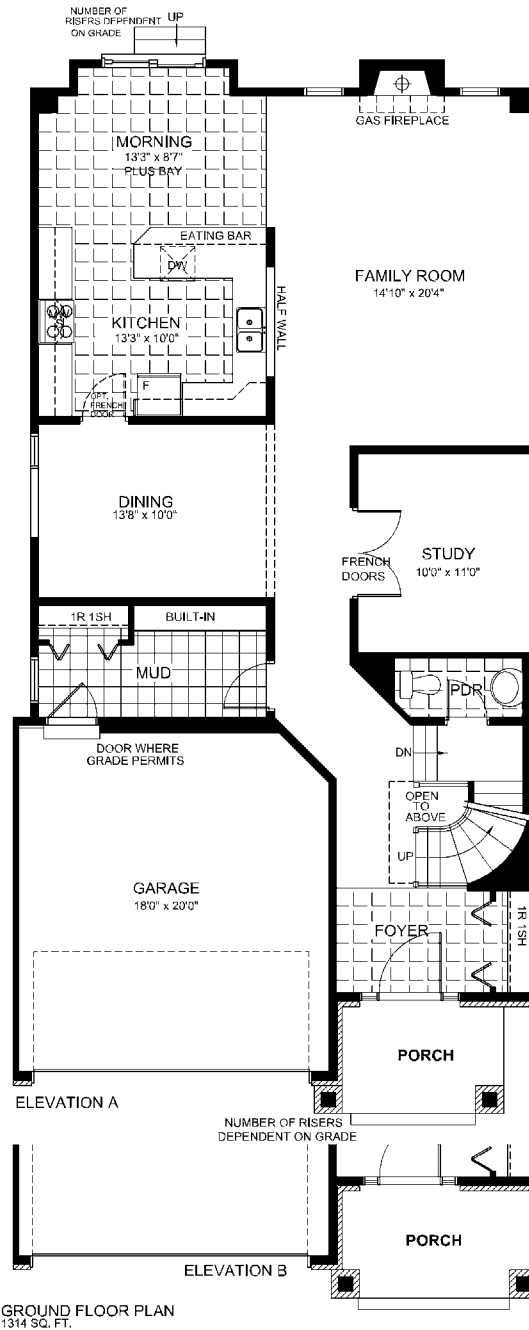 NUMBER OF
RISERS DEPENDENT
ON GRADE
UP
GAS FIREPLACE
MORNING
13'3" x 8'7"
PLUS BAY
EATING BAR
DW
FAMILY ROOM
14'10" x 20'4"
HALF WALL
KITCHEN
13'3" x 10'0"
F
OPT.
FRENCH
DOOR
DINING
13'8" x 10'0"
FRENCH
DOORS
STUDY
10'0" x 11'0"
1R 1SH
BUILT-IN
MUD
PDR
DOOR WHERE
GRADE PERMITS
DN
OPEN
TO
ABOVE
UP
GARAGE
18'0" x 20'0"
FOYER
1R 1SH
PORCH
ELEVATION A
NUMBER OF RISERS
DEPENDENT ON GRADE
PORCH
ELEVATION B
GROUND FLOOR PLAN
1314 SQ. FT.